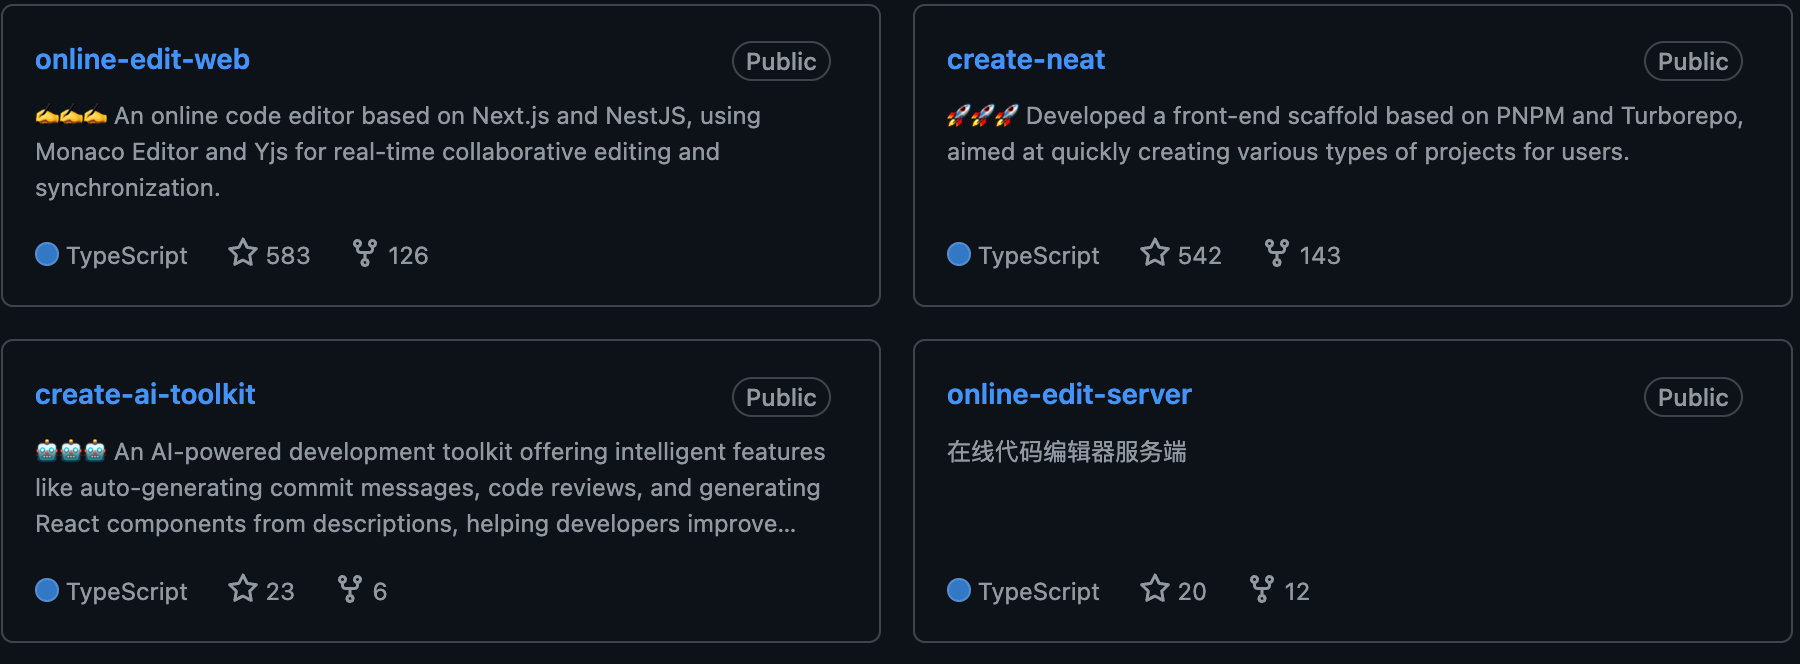 online-edit-web
Public
✍️✍️✍️ An online code editor based on Next.js and NestJS, using
Monaco Editor and Yjs for real-time collaborative editing and
synchronization.
TypeScript 583 126
create-neat
Public
🚀🚀🚀 Developed a front-end scaffold based on PNPM and Turborepo,
aimed at quickly creating various types of projects for users.
TypeScript 542 143
create-ai-toolkit
Public
🤖🤖🤖 An AI-powered development toolkit offering intelligent features
like auto-generating commit messages, code reviews, and generating
React components from descriptions, helping developers improve...
TypeScript 23 6
online-edit-server
Public
在线代码编辑器服务端
TypeScript 20 12